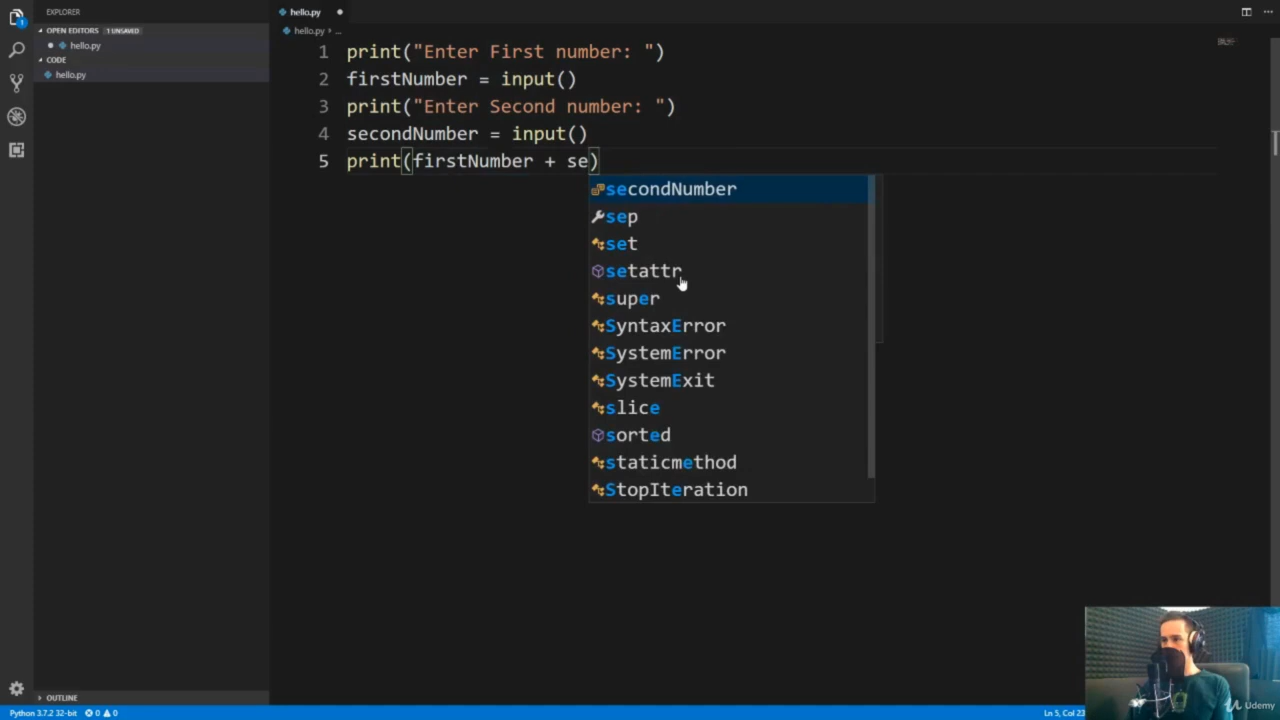 EXPLORER
OPEN EDITORS 1 UNSAVED
hello.py
CODE
hello.py
OUTLINE
hello.py
hello.py › ...
1 print("Enter First number: ")
2 firstNumber = input()
3 print("Enter Second number: ")
4 secondNumber = input()
5 print(firstNumber + se)
secondNumber
sep
set
setattr
super
SyntaxError
SystemError
SystemExit
slice
sorted
staticmethod
StopIteration
Python 3.7.2 32-bit 0 0
Ln 5, Col 23
Udemy
1